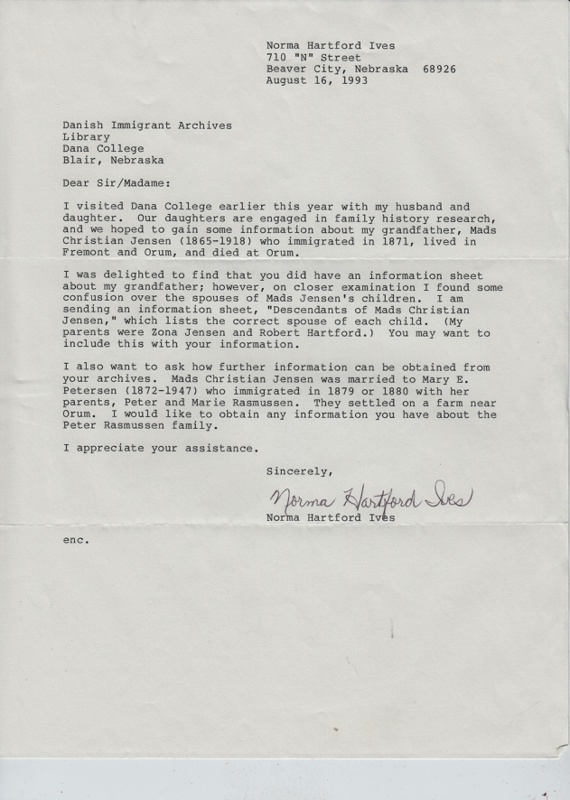 Norma Hartford Ives
710 "N" Street
Beaver City, Nebraska  68926
August 16, 1993
Danish Immigrant Archives
Library
Dana College
Blair, Nebraska
Dear Sir/Madame:
I visited Dana College earlier this year with my husband and
daughter.  Our daughters are engaged in family history research,
and we hoped to gain some information about my grandfather, Mads
Christian Jensen (1865-1918) who immigrated in 1871, lived in
Fremont and Orum, and died at Orum.
I was delighted to find that you did have an information sheet
about my grandfather; however, on closer examination I found some
confusion over the spouses of Mads Jensen's children.  I am
sending an information sheet, "Descendants of Mads Christian
Jensen," which lists the correct spouse of each child.  (My
parents were Zona Jensen and Robert Hartford.)  You may want to
include this with your information.
I also want to ask how further information can be obtained from
your archives.  Mads Christian Jensen was married to Mary E.
Petersen (1872-1947) who immigrated in 1879 or 1880 with her
parents, Peter and Marie Rasmussen.  They settled on a farm near
Orum.  I would like to obtain any information you have about the
Peter Rasmussen family.
I appreciate your assistance.
Sincerely,
Norma Hartford Ives
Norma Hartford Ives
enc.